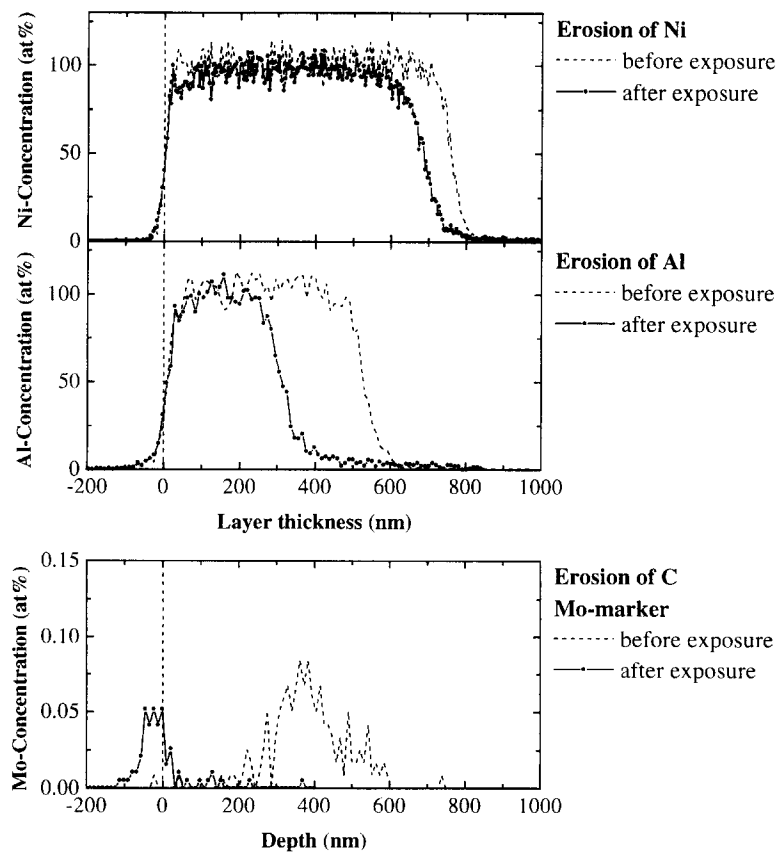 Ni-Concentration (at%)
100
50
0
Erosion of Ni
before exposure
after exposure
Al-Concentration (at%)
100
50
0
Erosion of Al
before exposure
after exposure
-200 0 200 400 600 800 1000
Layer thickness (nm)
Mo-Concentration (at%)
0.15
0.10
0.05
0.00
Erosion of C
Mo-marker
before exposure
after exposure
-200 0 200 400 600 800 1000
Depth (nm)